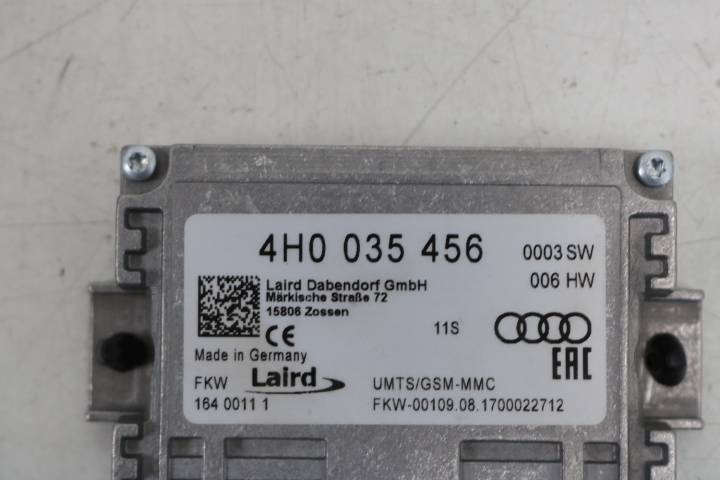 4H0 035 456
0003 SW
006 HW
Laird Dabendorf GmbH
Märkische Straße 72
15806 Zossen
CE
11S
Made in Germany
EAC
FKW
Laird
UMTS/GSM-MMC
164 0011 1
FKW-00109.08.1700022712